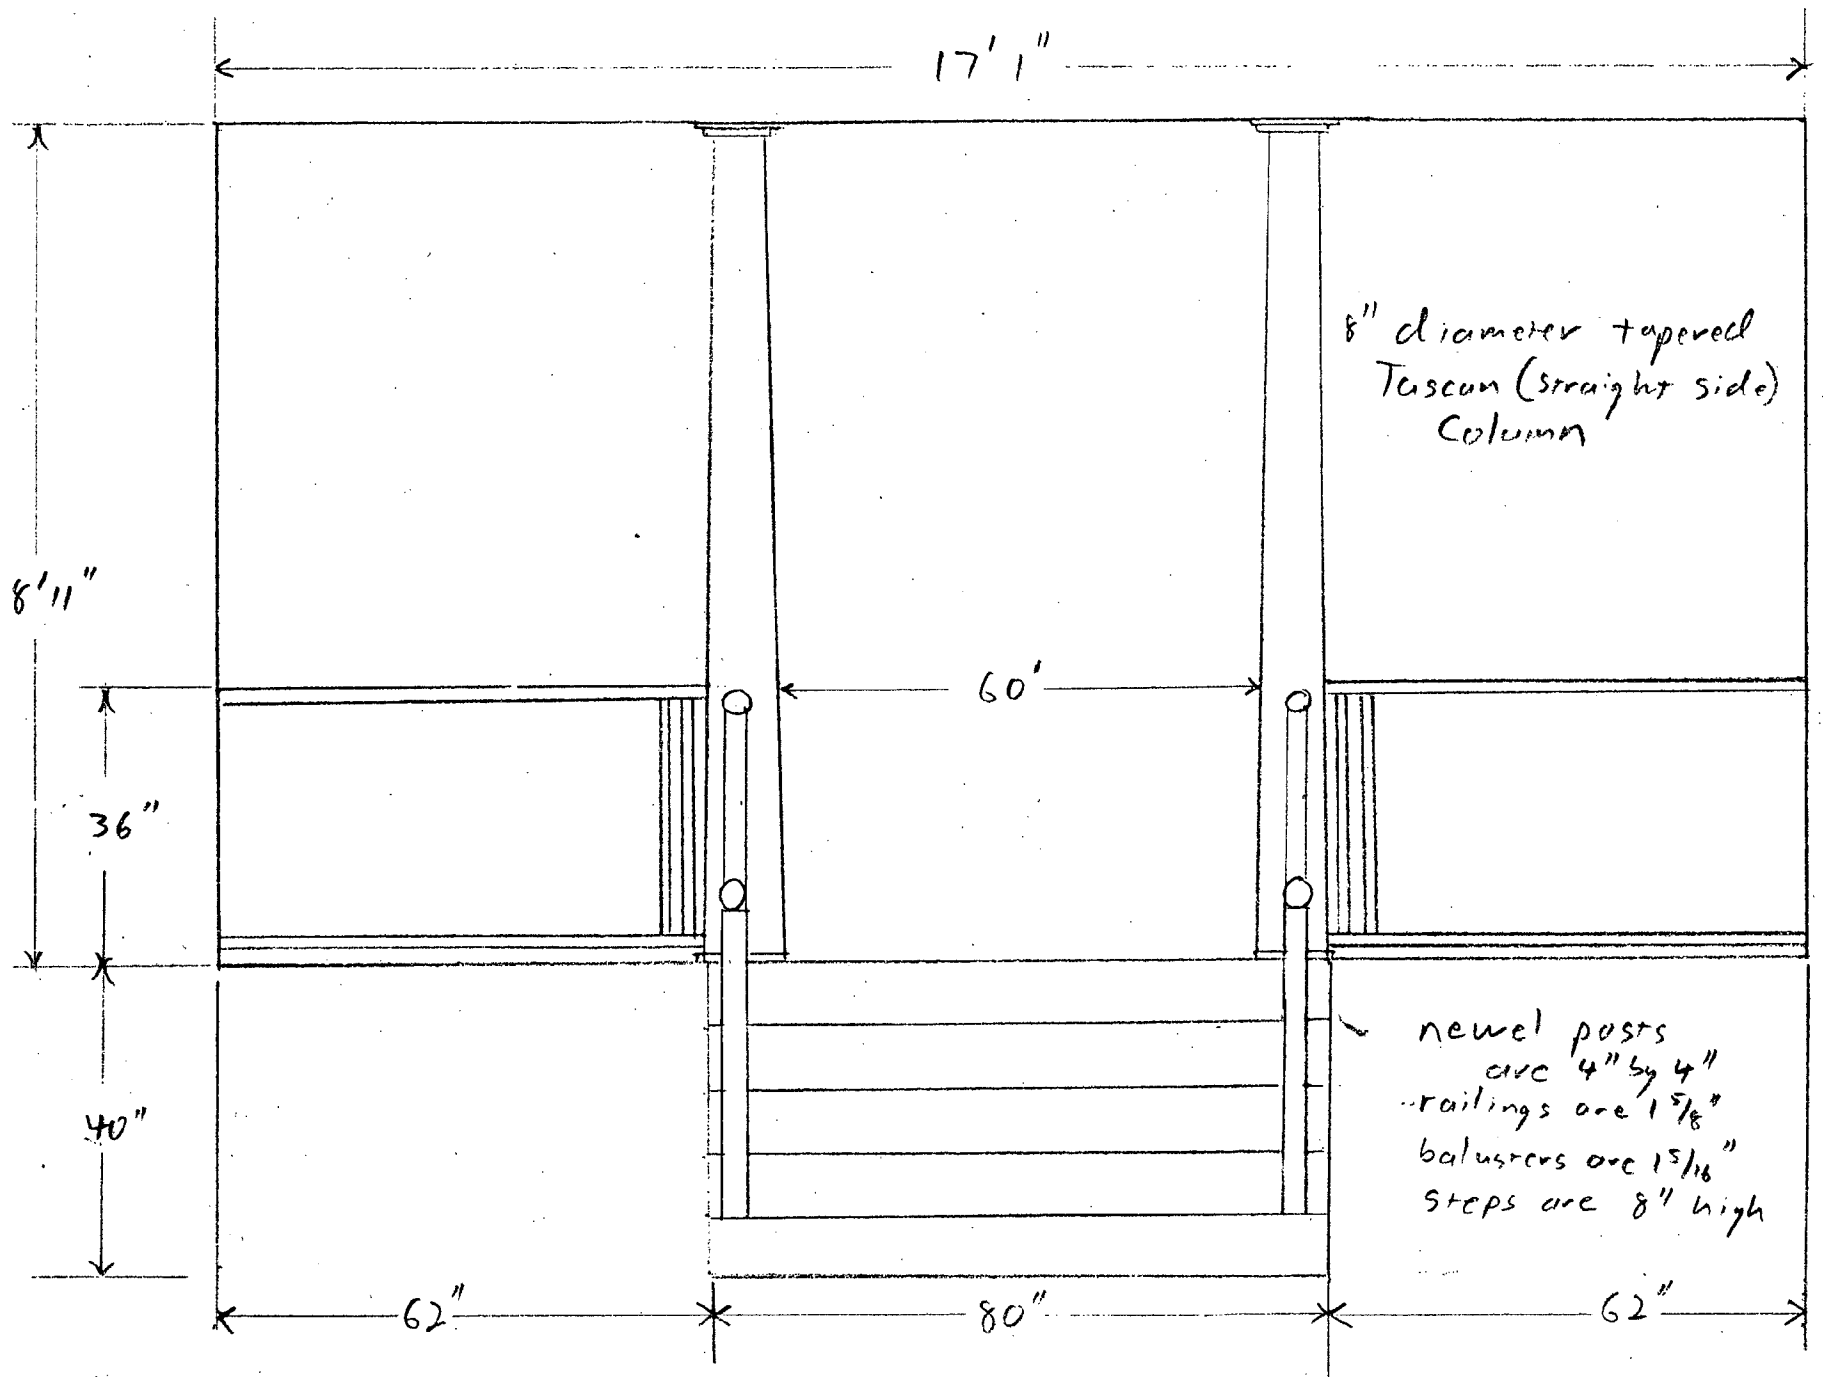 17' 1"
8" diameter tapered
Tuscan (straight side)
Column
8'11"
60'
36"
newel posts
are 4" by 4"
railings are 1 5/8"
balusters are 1 5/16"
steps are 8" high
40"
62"
80"
62"